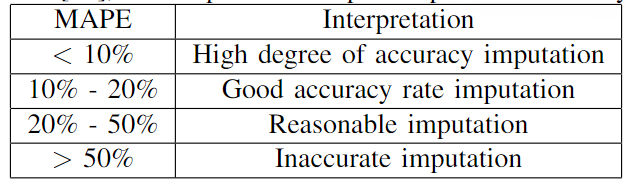 MAPE Interpretation
< 10% High degree of accuracy imputation
10% - 20% Good accuracy rate imputation
20% - 50% Reasonable imputation
> 50% Inaccurate imputation